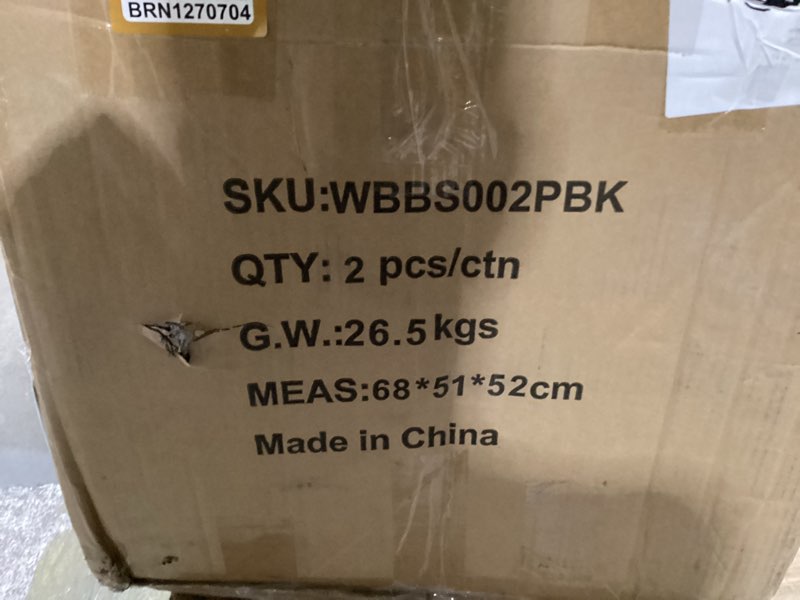 BRN1270704
SKU:WBBS002PBK
QTY: 2 pcs/ctn
G.W.:26.5kgs
MEAS:68*51*52cm
Made in China